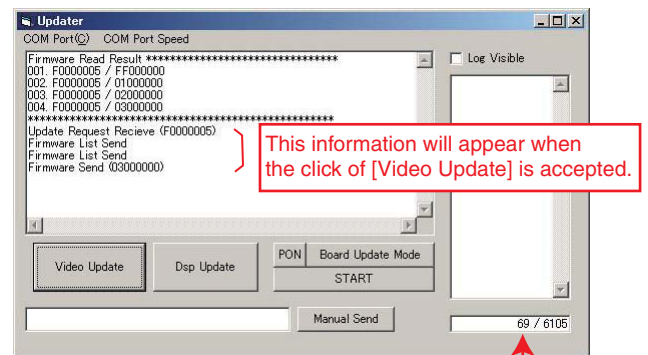 Updater
COM Port(C) COM Port Speed
Firmware Read Result ************************************
001. F0000005 / FF000000
002. F0000005 / 01000000
003. F0000005 / 02000000
004. F0000005 / 03000000
**********************************************************
Update Request Recieve (F0000005)
Firmware List Send
Firmware List Send
Firmware Send (03000000)
This information will appear when
the click of [Video Update] is accepted.
Log Visible
Video Update
Dsp Update
PON
Board Update Mode
START
Manual Send
69 / 6105